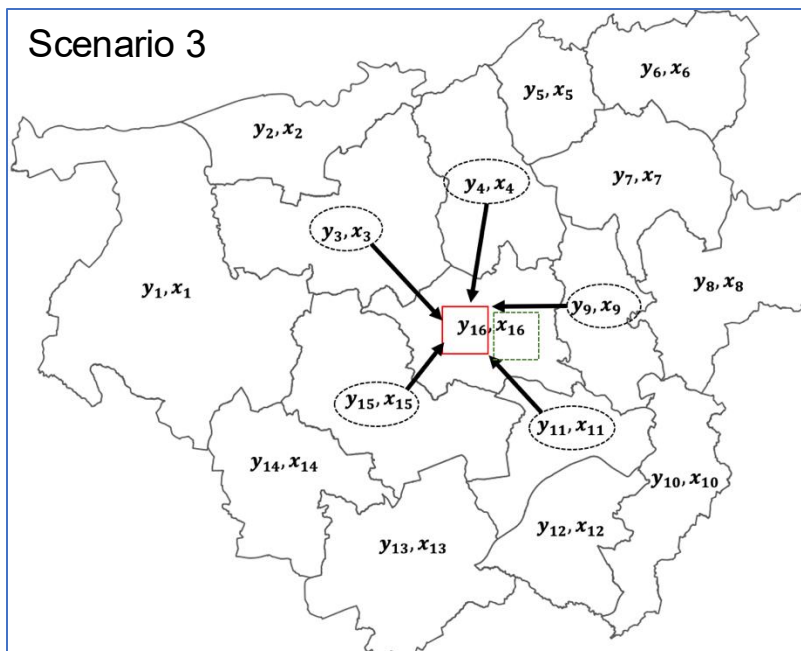 Scenario 3
y₆, x₆
y₅, x₅
y₂, x₂
y₇, x₇
y₄, x₄
y₃, x₃
y₈, x₈
y₁, x₁
y₉, x₉
y₁₆, x₁₆
y₁₅, x₁₅
y₁₁, x₁₁
y₁₄, x₁₄
y₁₀, x₁₀
y₁₂, x₁₂
y₁₃, x₁₃